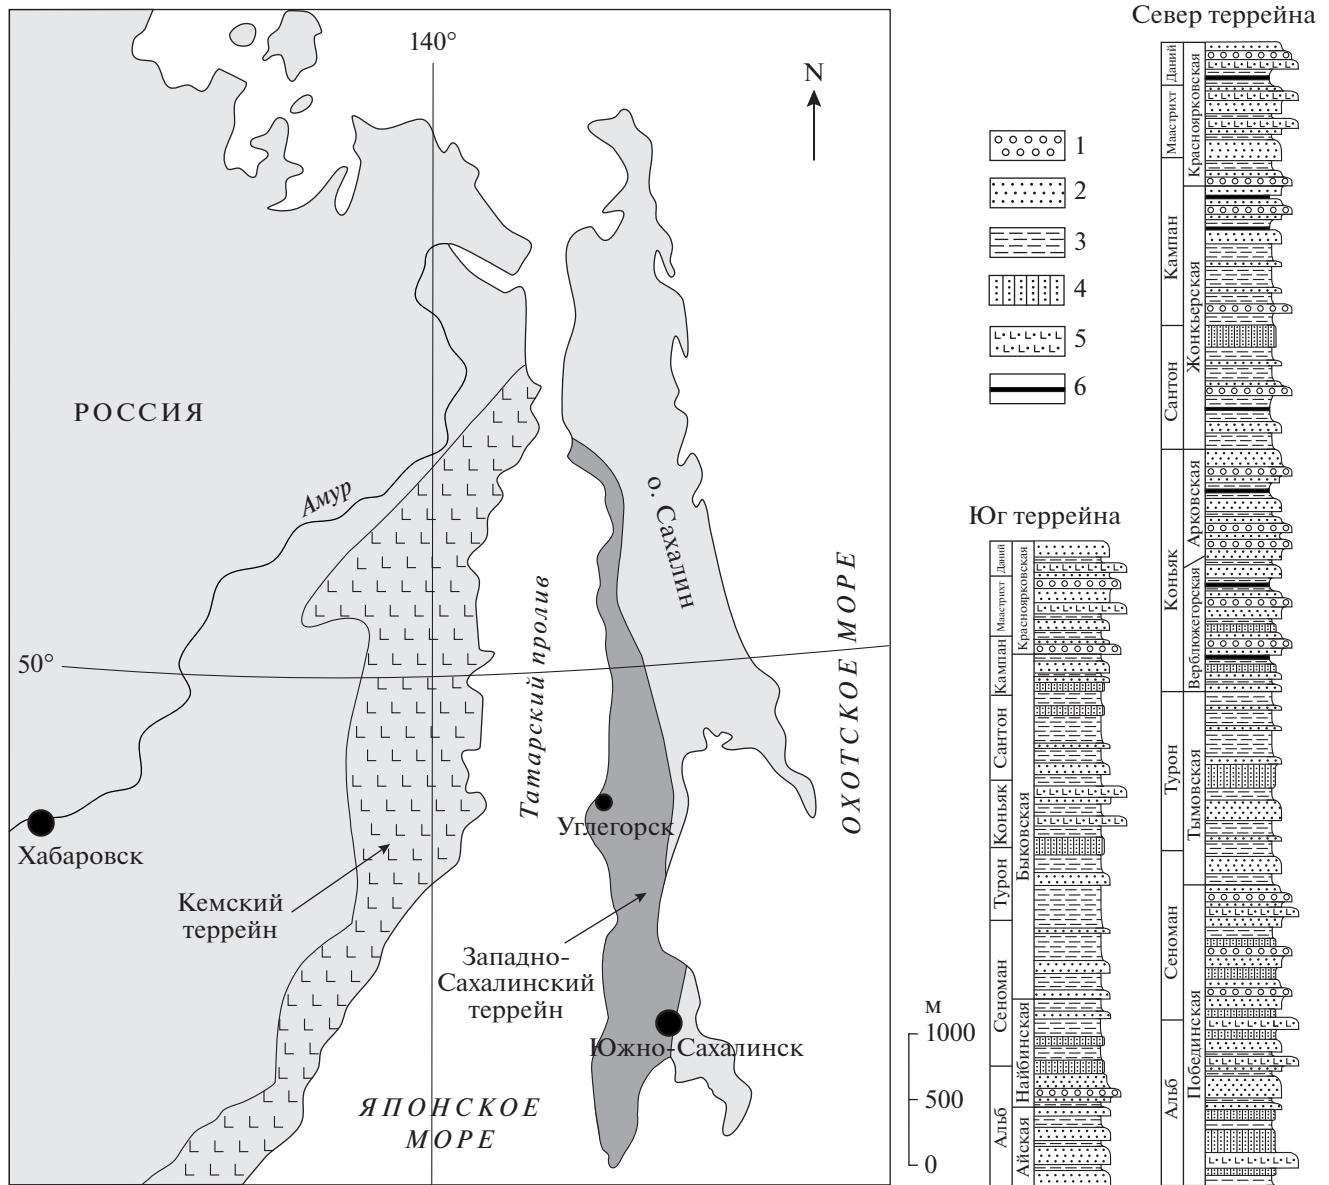 Север террейна
140°
N
1
2
3
4
5
6
РОССИЯ
Амур
о. Сахалин
Татарский пролив
ОХОТСКОЕ МОРЕ
50°
Углегорск
Хабаровск
Кемский
террейн
Западно-
Сахалинский
террейн
Южно-Сахалинск
ЯПОНСКОЕ
МОРЕ
м
1000
500
0
Юг террейна
Даний
Маастрихт
Кампан
Сантон
Коньяк
Турон
Сеноман
Альб
Красноярковская
Быковская
Найбинская
Айская
Даний
Маастрихт
Кампан
Сантон
Коньяк
Турон
Сеноман
Альб
Красноярковская
Жонкьерская
Арковская
Верблюжегорская
Тымовская
Побединская